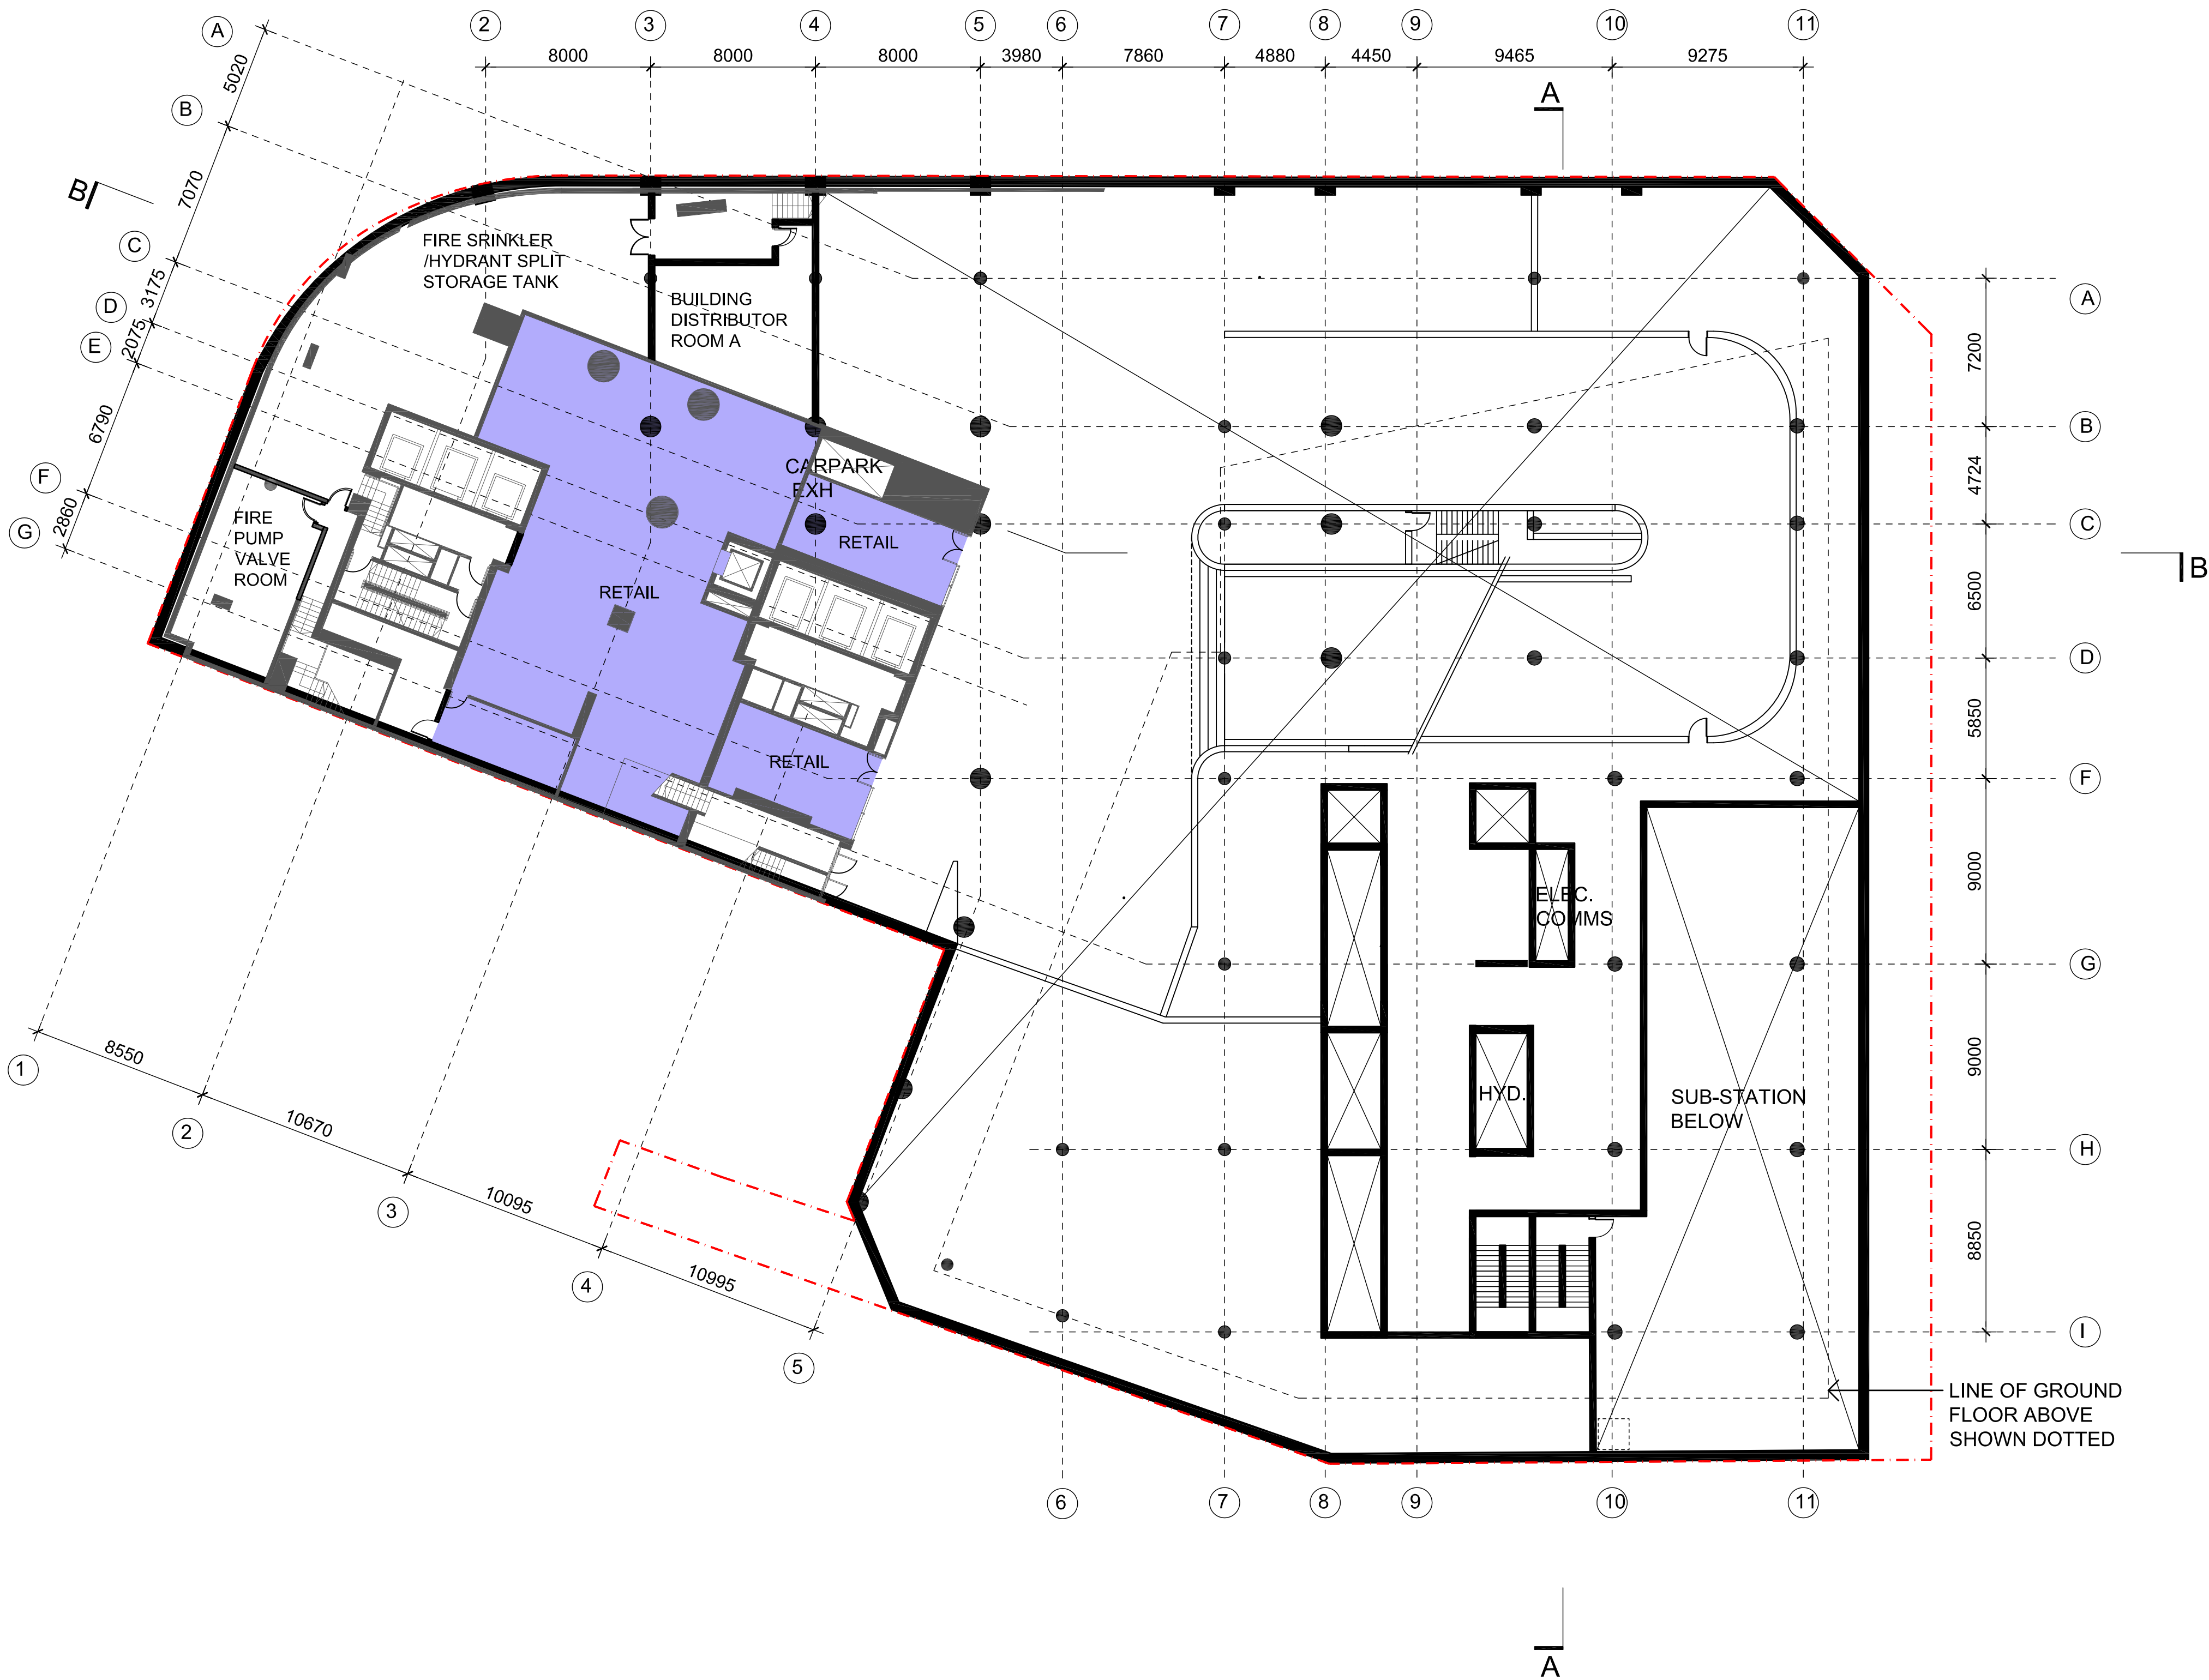 A
2
3
4
5
6
7
8
9
10
11
8000
8000
8000
3980
7860
4880
4450
9465
9275
5020
B
7070
C
3175
D
2075
E
6790
F
2860
G
B
A
FIRE SRINKLER
/HYDRANT SPLIT
STORAGE TANK
BUILDING
DISTRIBUTOR
ROOM A
CARPARK
EXH
RETAIL
RETAIL
RETAIL
FIRE
PUMP
VALVE
ROOM
ELEC.
COMMS
HYD.
SUB-STATION
BELOW
A
7200
B
4724
C
6500
B
D
5850
F
9000
G
9000
H
8850
I
LINE OF GROUND
FLOOR ABOVE
SHOWN DOTTED
1
8550
2
10670
3
10095
4
10995
5
6
7
8
9
10
11
A